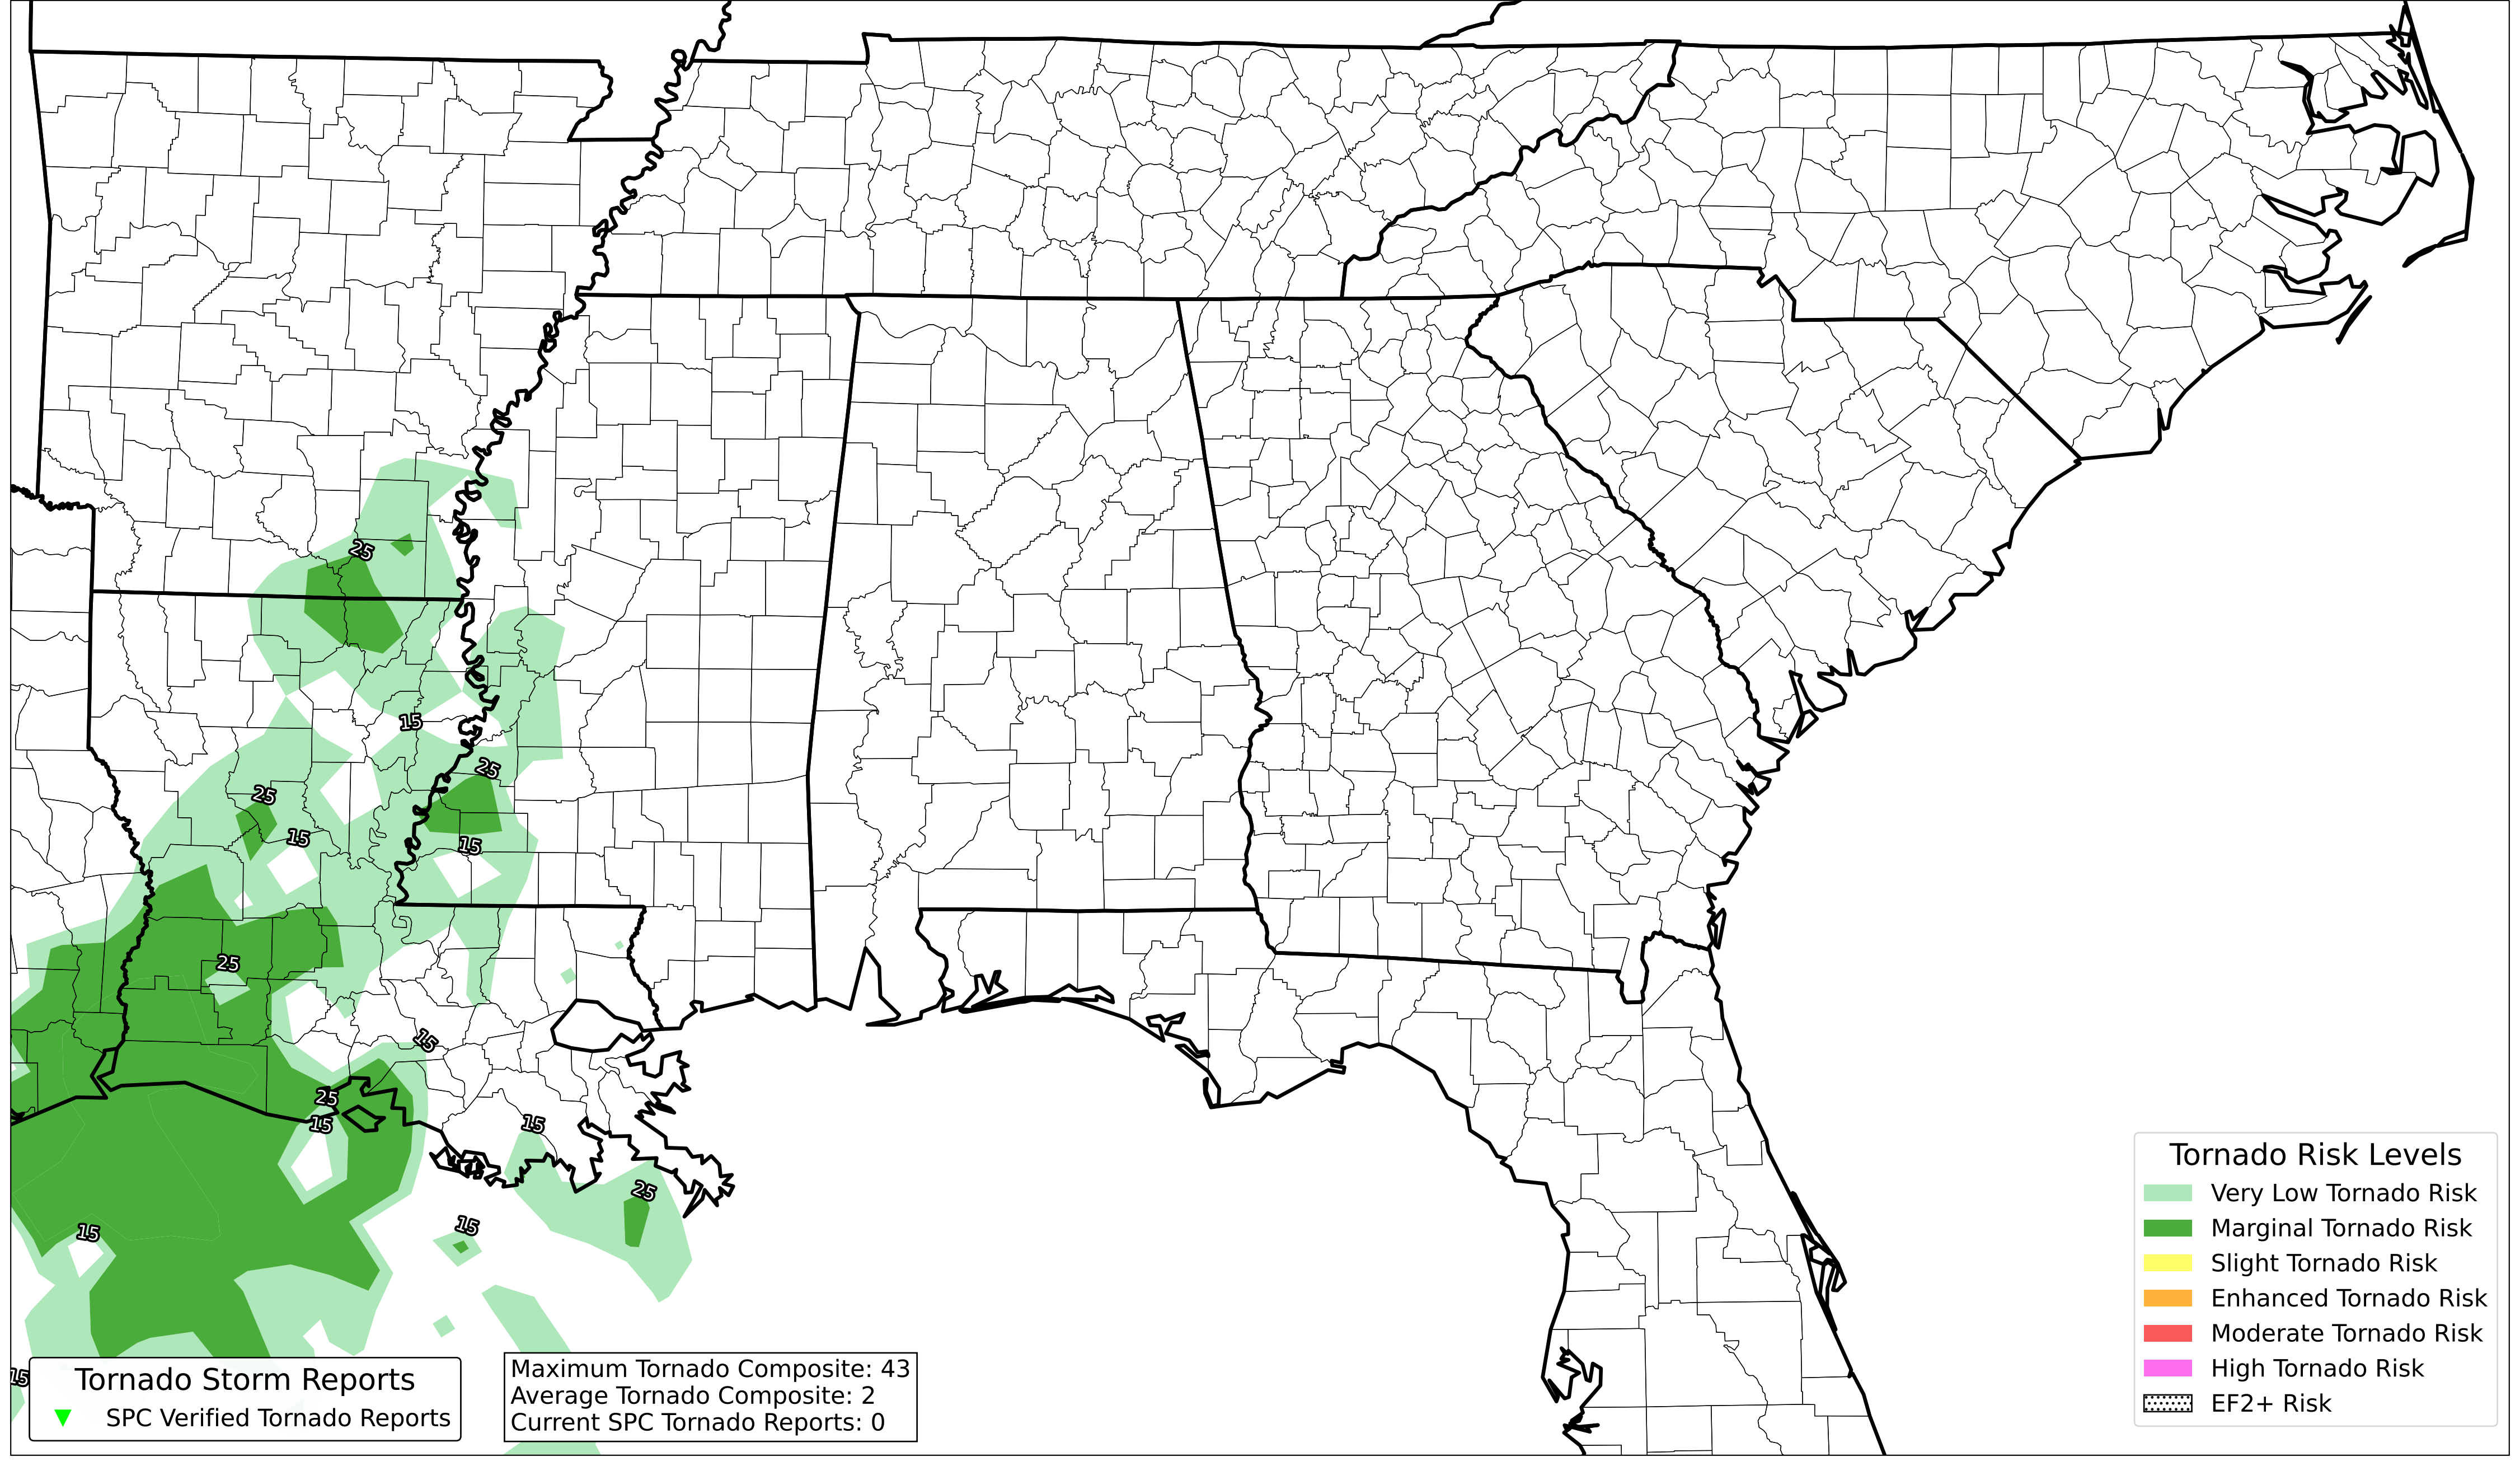 25
15
25
25
15
15
25
15
25
15
15
25
15
15
15
Tornado Risk Levels
Very Low Tornado Risk
Marginal Tornado Risk
Slight Tornado Risk
Enhanced Tornado Risk
Moderate Tornado Risk
High Tornado Risk
EF2+ Risk
Tornado Storm Reports
SPC Verified Tornado Reports
Maximum Tornado Composite: 43
Average Tornado Composite: 2
Current SPC Tornado Reports: 0